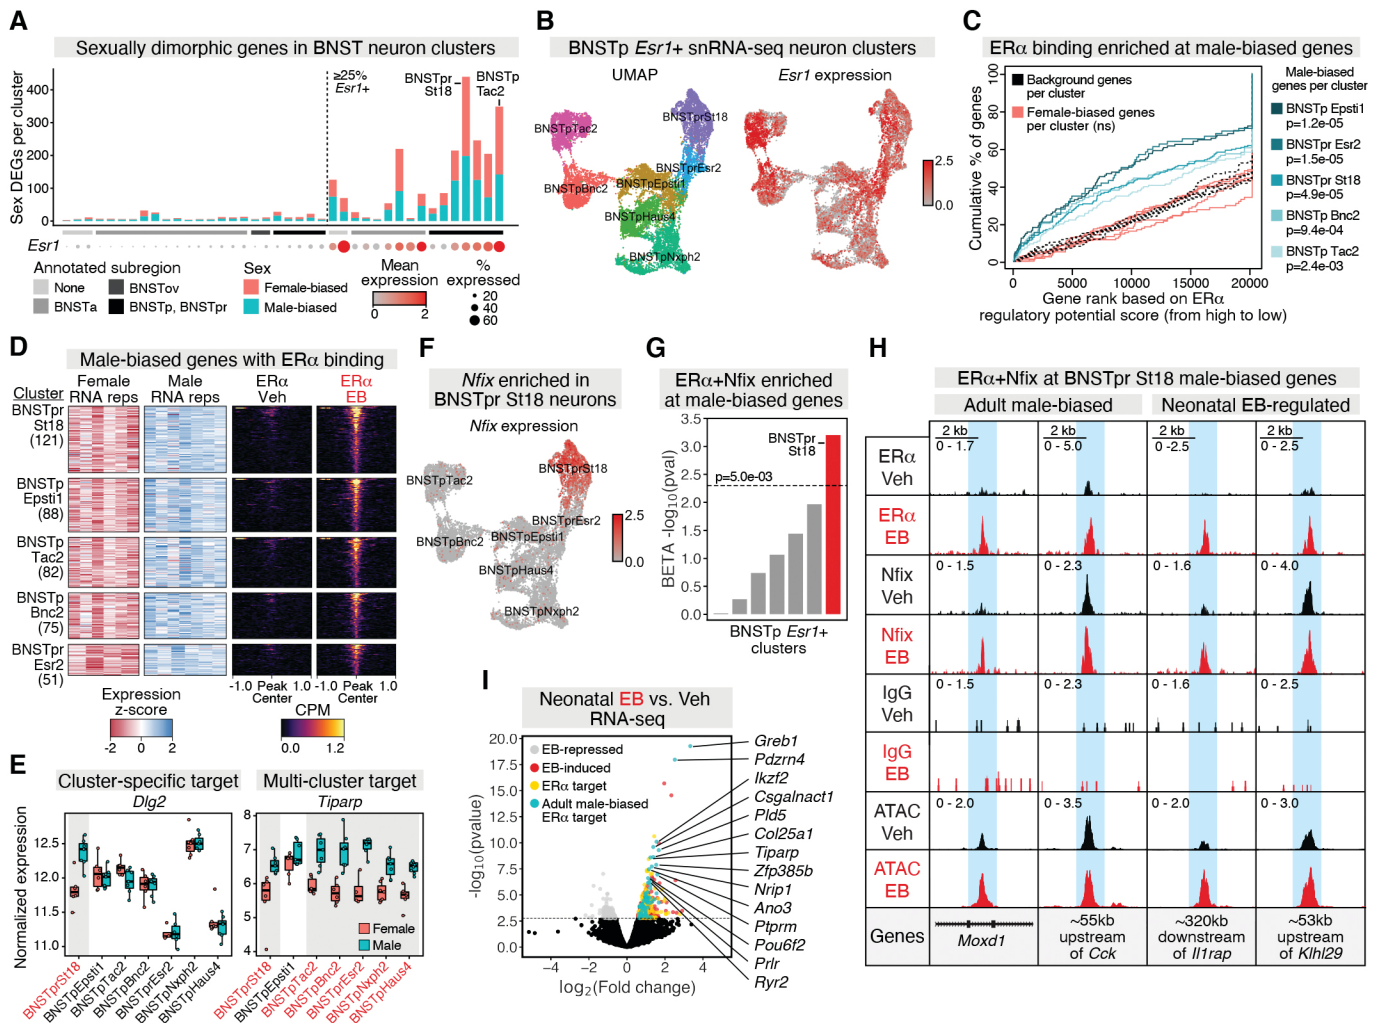 A
Sexually dimorphic genes in BNST neuron clusters
Sex DEGs per cluster
400
300
200
100
0
≥25%
Esr1+
BNSTpr
St18
BNSTp
Tac2
Esr1
Annotated subregion
None
BNSTov
BNSTa
BNSTp, BNSTpr
Sex
Female-biased
Male-biased
Mean
expression
0 2
%
expressed
20
40
60
B
BNSTp Esr1+ snRNA-seq neuron clusters
UMAP
Esr1 expression
BNSTpTac2
BNSTprSt18
BNSTprEsr2
BNSTpEpsti1
BNSTpBnc2
BNSTpHaus4
BNSTpNxph2
2.5
0.0
C
ERα binding enriched at male-biased genes
Cumulative % of genes
100
80
60
40
20
0
Background genes
per cluster
Female-biased genes
per cluster (ns)
0 5000 10000 15000 20000
Gene rank based on ERα
regulatory potential score (from high to low)
Male-biased
genes per cluster
BNSTp Epsti1
p=1.2e-05
BNSTpr Esr2
p=1.5e-05
BNSTpr St18
p=4.9e-05
BNSTp Bnc2
p=9.4e-04
BNSTp Tac2
p=2.4e-03
D
Male-biased genes with ERα binding
Cluster
Female
RNA reps
Male
RNA reps
ERα
Veh
ERα
EB
BNSTpr
St18
(121)
BNSTp
Epsti1
(88)
BNSTp
Tac2
(82)
BNSTp
Bnc2
(75)
BNSTpr
Esr2
(51)
-1.0 Peak 1.0
Center
-1.0 Peak 1.0
Center
Expression
z-score
-2 0 2
CPM
0.0 1.2
E
Cluster-specific target
Dlg2
Multi-cluster target
Tiparp
Normalized expression
12.5
12.0
11.5
11.0
8
7
6
5
4
Female
Male
BNSTprSt18
BNSTpEpsti1
BNSTpTac2
BNSTpBnc2
BNSTprEsr2
BNSTpNxph2
BNSTpHaus4
BNSTprSt18
BNSTpEpsti1
BNSTpTac2
BNSTpBnc2
BNSTprEsr2
BNSTpNxph2
BNSTpHaus4
F
Nfix enriched in
BNSTpr St18 neurons
Nfix expression
BNSTprSt18
BNSTpTac2
BNSTprEsr2
BNSTpBnc2
BNSTpEpsti1
BNSTpHaus4
BNSTpNxph2
2.5
0.0
G
ERα+Nfix enriched
at male-biased genes
BETA -log10(pval)
3.5
3.0
2.5
2.0
1.5
1.0
0.5
0.0
BNSTpr
St18
p=5.0e-03
BNSTp Esr1+
clusters
H
ERα+Nfix at BNSTpr St18 male-biased genes
Adult male-biased
Neonatal EB-regulated
2 kb 2 kb 2 kb 2 kb
ERα
Veh
0 - 1.7 0 - 5.0 0 -2.5 0 - 2.5
ERα
EB
Nfix
Veh
0 - 1.5 0 - 2.3 0 - 1.6 0 - 4.0
Nfix
EB
IgG
Veh
0 - 1.5 0 - 2.3 0 - 1.6 0 - 2.5
IgG
EB
ATAC
Veh
0 - 2.0 0 - 3.5 0 - 2.0 0 - 3.0
ATAC
EB
Genes
Moxd1
~55kb
upstream
of Cck
~320kb
downstream
of Il1rap
~53kb
upstream
of Klhl29
I
Neonatal EB vs. Veh
RNA-seq
-log10(pvalue)
20.0
17.5
15.0
12.5
10.0
7.5
5.0
2.5
0.0
EB-repressed
EB-induced
ERα target
Adult male-biased
ERα target
−4 −2 0 2 4
log2(Fold change)
Greb1
Pdzrn4
Ikzf2
Csgalnact1
Pld5
Col25a1
Tiparp
Zfp385b
Nrip1
Ano3
Ptprm
Pou6f2
Prlr
Ryr2